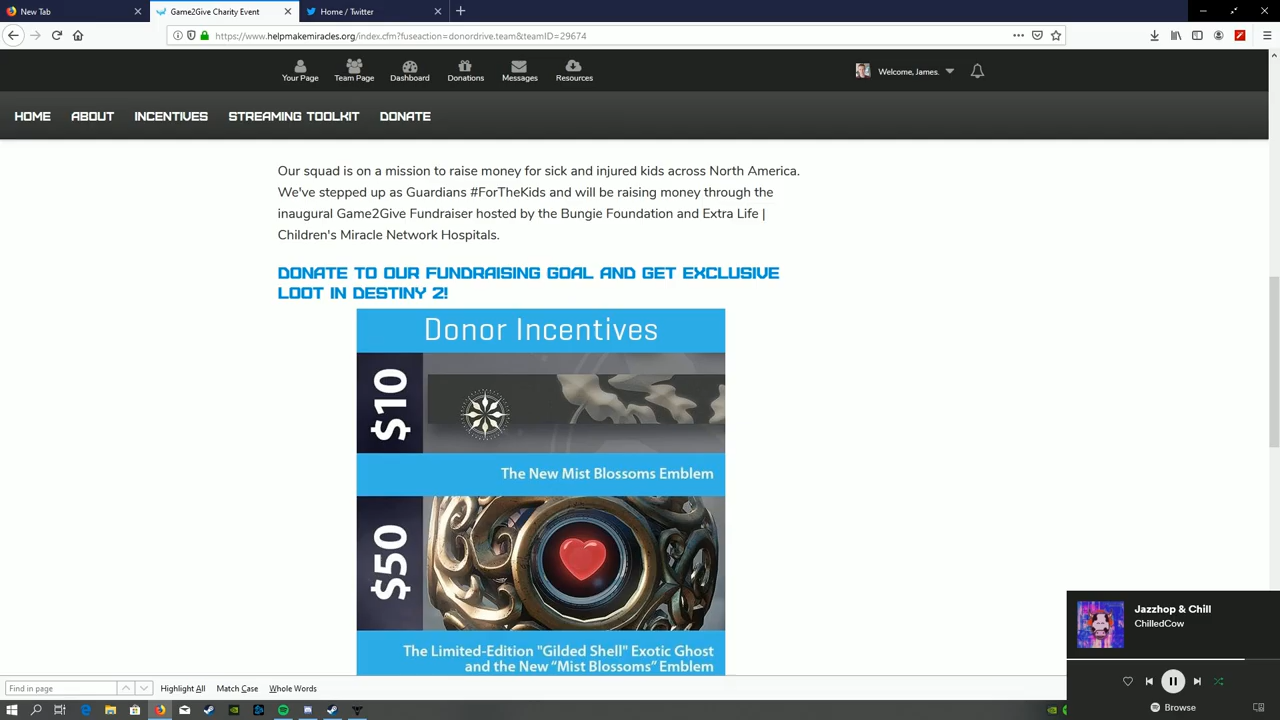 New Tab
Game2Give Charity Event
Home / Twitter
https://www.helpmakemiracles.org/index.cfm?fuseaction=donordrive.team&teamID=29674
Your Page
Team Page
Dashboard
Donations
Messages
Resources
Welcome, James.
HOME
ABOUT
INCENTIVES
STREAMING TOOLKIT
DONATE
Our squad is on a mission to raise money for sick and injured kids across North America.
We've stepped up as Guardians #ForTheKids and will be raising money through the
inaugural Game2Give Fundraiser hosted by the Bungie Foundation and Extra Life |
Children's Miracle Network Hospitals.
DONATE TO OUR FUNDRAISING GOAL AND GET EXCLUSIVE
LOOT IN DESTINY 2!
Donor Incentives
$10
The New Mist Blossoms Emblem
$50
The Limited-Edition "Gilded Shell" Exotic Ghost
and the New "Mist Blossoms" Emblem
Jazzhop & Chill
ChilledCow
Browse
Find in page
Highlight All
Match Case
Whole Words